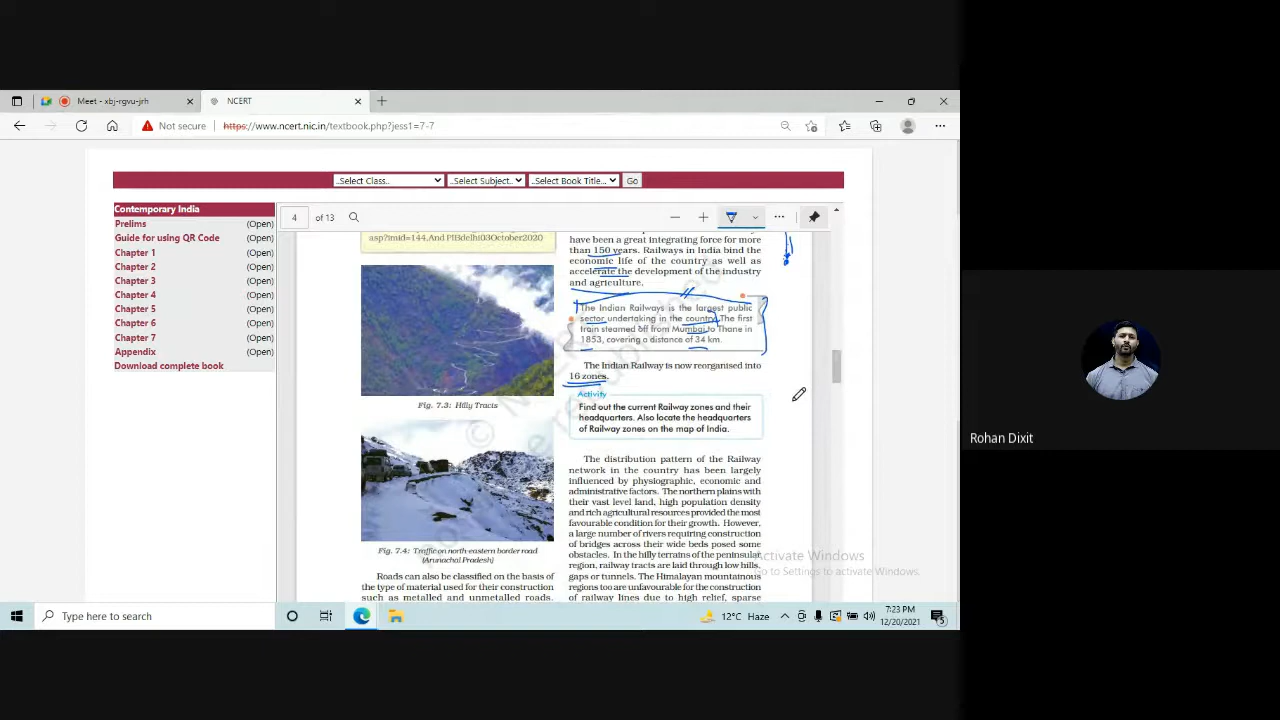 Meet - xbj-rgvu-jrh
NCERT
Not secure
https://www.ncert.nic.in/textbook.php?jess1=7-7
..Select Class..
..Select Subject..
..Select Book Title...
Go
Contemporary India
Prelims (Open)
Guide for using QR Code (Open)
Chapter 1 (Open)
Chapter 2 (Open)
Chapter 3 (Open)
Chapter 4 (Open)
Chapter 5 (Open)
Chapter 6 (Open)
Chapter 7 (Open)
Appendix (Open)
Download complete book
4 of 13
asp?imid=144,And PIBdelhi03October2020
Fig. 7.3: Hilly Tracts
Fig. 7.4: Traffic on north-eastern border road
(Arunachal Pradesh)
Roads can also be classified on the basis of
the type of material used for their construction
such as metalled and unmetalled roads.
have been a great integrating force for more
than 150 years. Railways in India bind the
economic life of the country as well as
accelerate the development of the industry
and agriculture.
The Indian Railways is the largest public
sector undertaking in the country. The first
train steamed off from Mumbai to Thane in
1853, covering a distance of 34 km.
The Indian Railway is now reorganised into
16 zones.
Activity
Find out the current Railway zones and their
headquarters. Also locate the headquarters
of Railway zones on the map of India.
The distribution pattern of the Railway
network in the country has been largely
influenced by physiographic, economic and
administrative factors. The northern plains with
their vast level land, high population density
and rich agricultural resources provided the most
favourable condition for their growth. However,
a large number of rivers requiring construction
of bridges across their wide beds posed some
obstacles. In the hilly terrains of the peninsular
region, railway tracts are laid through low hills,
gaps or tunnels. The Himalayan mountainous
regions too are unfavourable for the construction
of railway lines due to high relief, sparse
Activate Windows
Go to Settings to activate Windows.
Type here to search
12°C Haze
7:23 PM
12/20/2021
5
Rohan Dixit